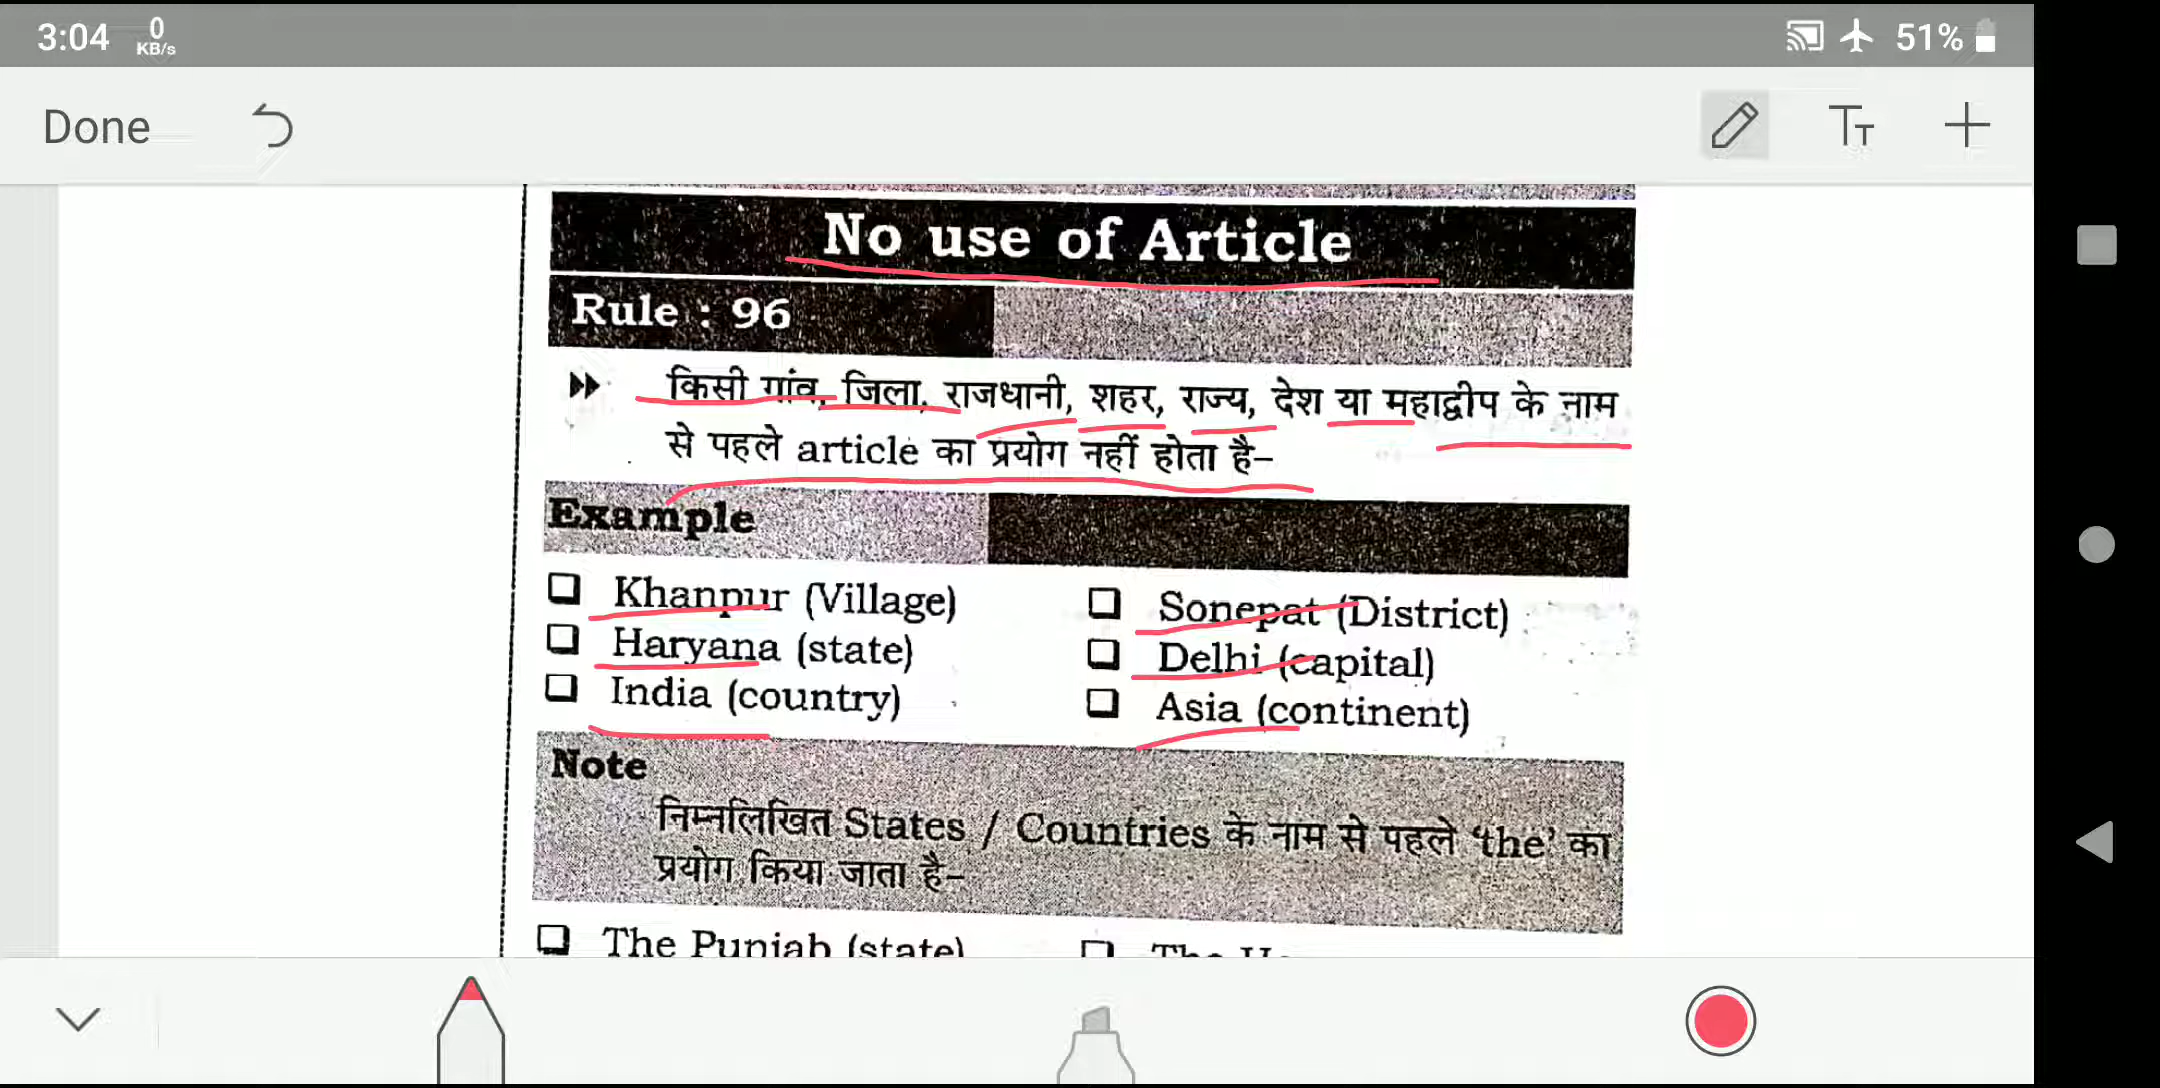 3:04 0 KB/s 51%
Done TT
No use of Article
Rule : 96
किसी गांव, जिला, राजधानी, शहर, राज्य, देश या महाद्वीप के नाम
से पहले article का प्रयोग नहीं होता है–
Example
Khanpur (Village) Sonepat (District)
Haryana (state) Delhi (capital)
India (country) Asia (continent)
Note
निम्नलिखित States / Countries के नाम से पहले ‘the’ का
प्रयोग किया जाता है–
The Punjab (state) The